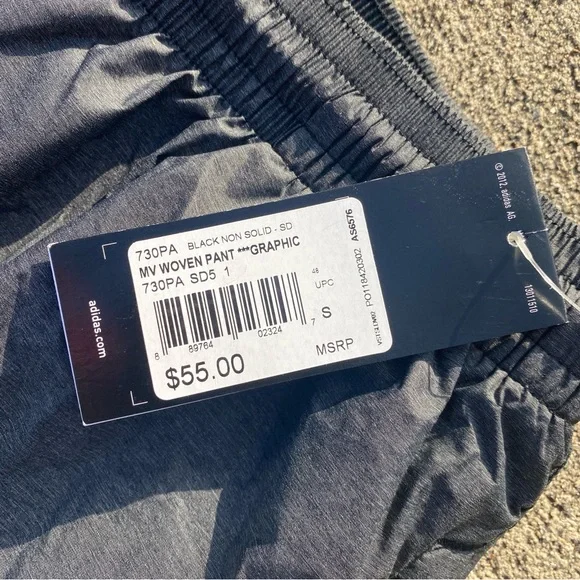 730PA BLACK NON SOLID - SD
MV WOVEN PANT ***GRAPHIC
730PA SD5 1
48
UPC
S
8 89764 02324 7
$55.00
MSRP
AS6576
PO118420302
adidas.com
© 2012 adidas AG.